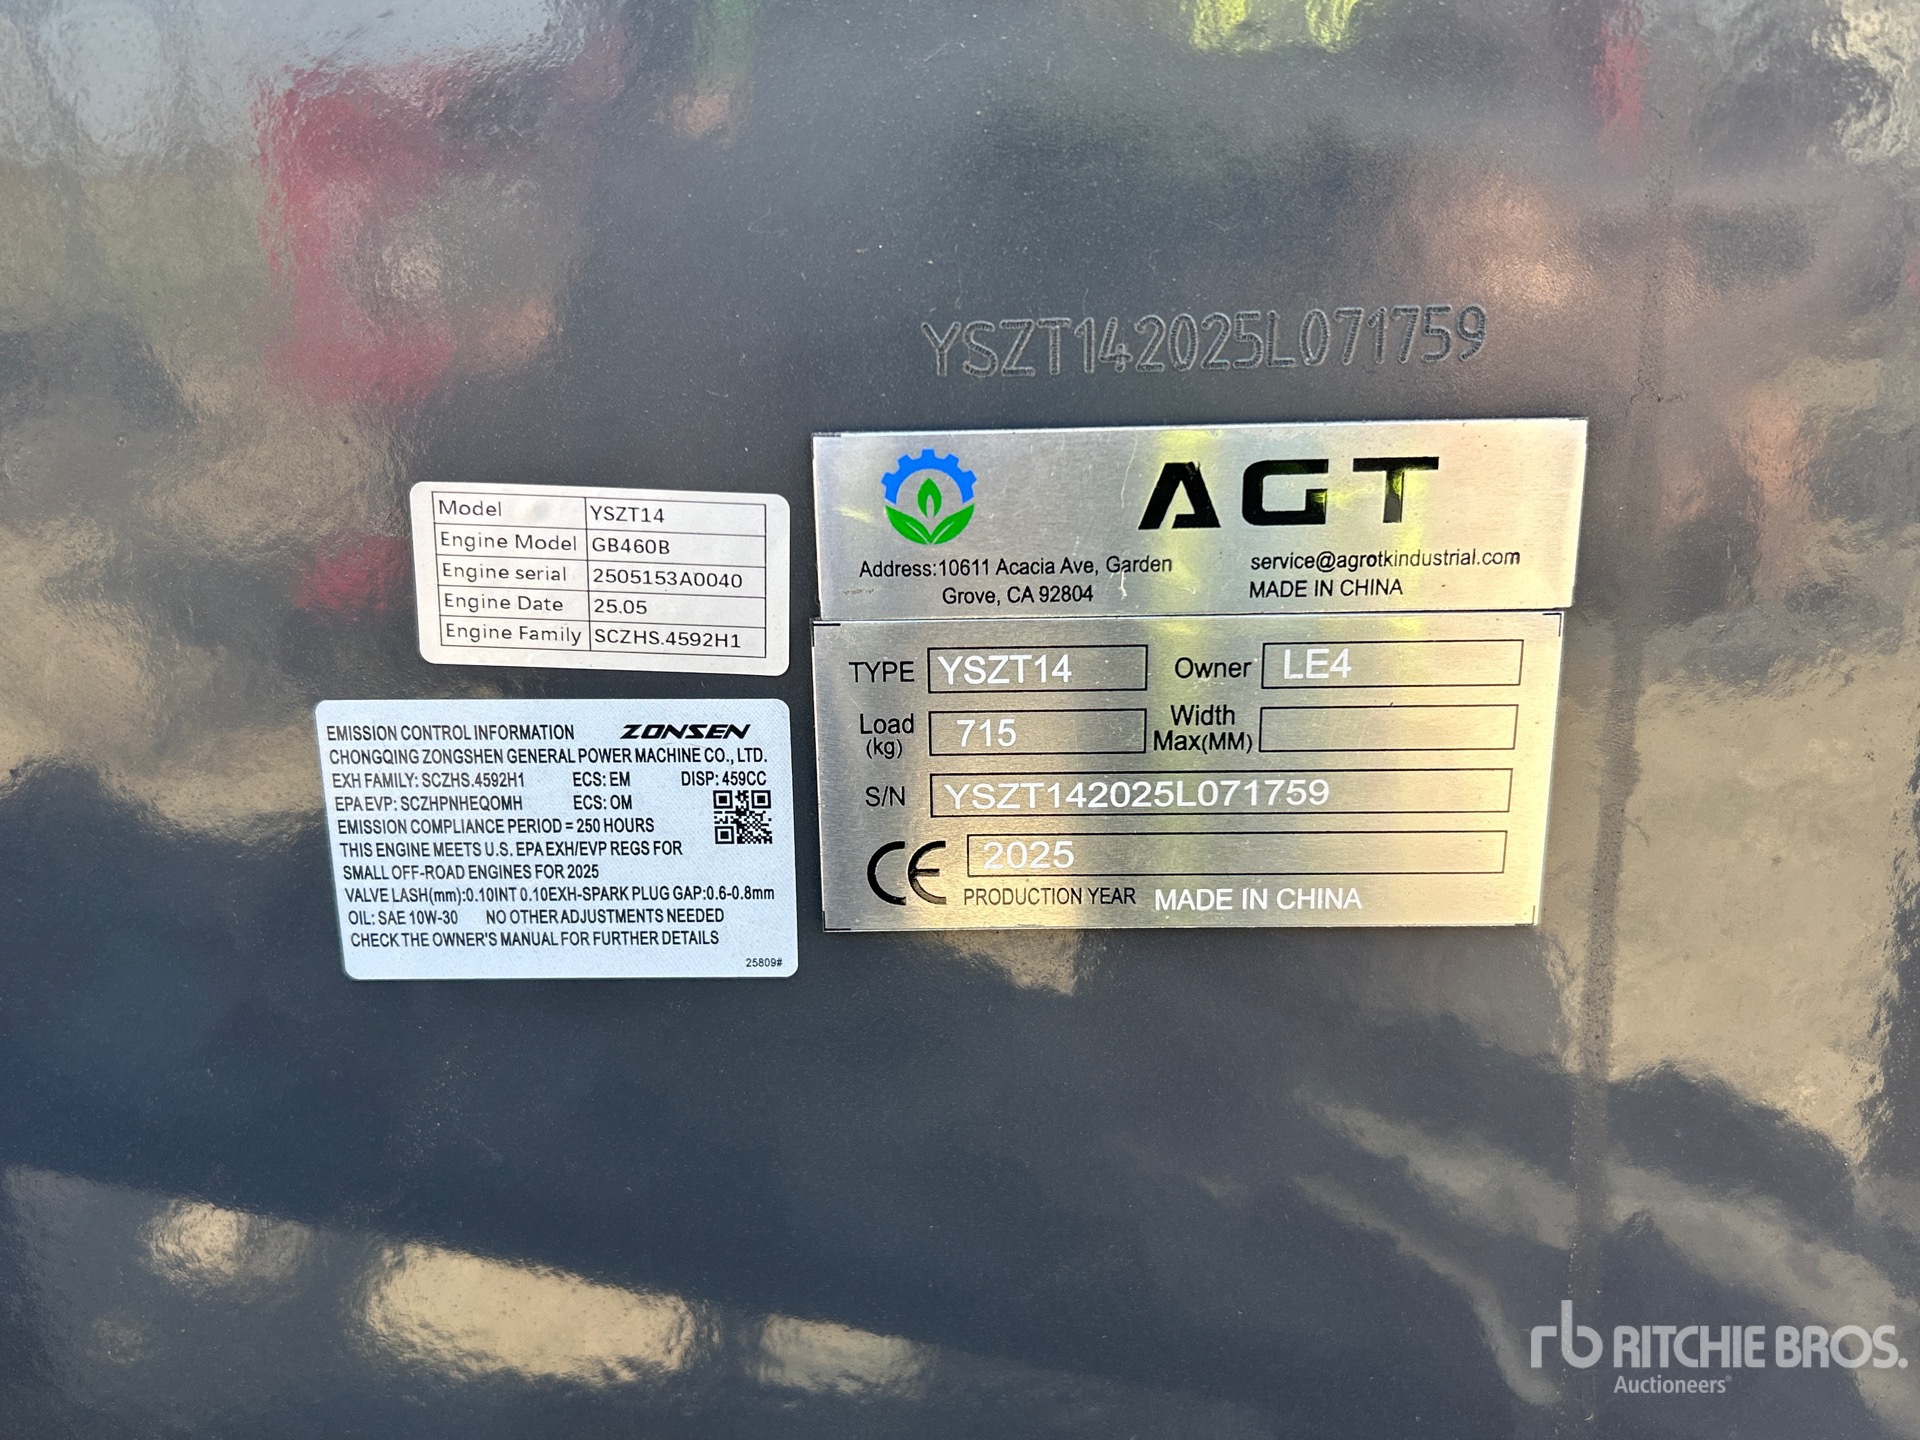 YSZT142025L071759
AGT
Address:10611 Acacia Ave, Garden
Grove, CA 92804
service@agrotkindustrial.com
MADE IN CHINA
TYPE YSZT14 Owner LE4
Load (kg) 715 Width Max(MM)
S/N YSZT142025L071759
CE 2025
PRODUCTION YEAR MADE IN CHINA
Model YSZT14
Engine Model GB460B
Engine serial 2505153A0040
Engine Date 25.05
Engine Family SCZHS.4592H1
EMISSION CONTROL INFORMATION ZONSEN
CHONGQING ZONGSHEN GENERAL POWER MACHINE CO., LTD.
EXH FAMILY: SCZHS.4592H1 ECS: EM DISP: 459CC
EPA EVP: SCZHPNHEQOMH ECS: OM
EMISSION COMPLIANCE PERIOD = 250 HOURS
THIS ENGINE MEETS U.S. EPA EXH/EVP REGS FOR
SMALL OFF-ROAD ENGINES FOR 2025
VALVE LASH(mm):0.10INT 0.10EXH-SPARK PLUG GAP:0.6-0.8mm
OIL: SAE 10W-30 NO OTHER ADJUSTMENTS NEEDED
CHECK THE OWNER'S MANUAL FOR FURTHER DETAILS
25809#
rb RITCHIE BROS.
Auctioneers